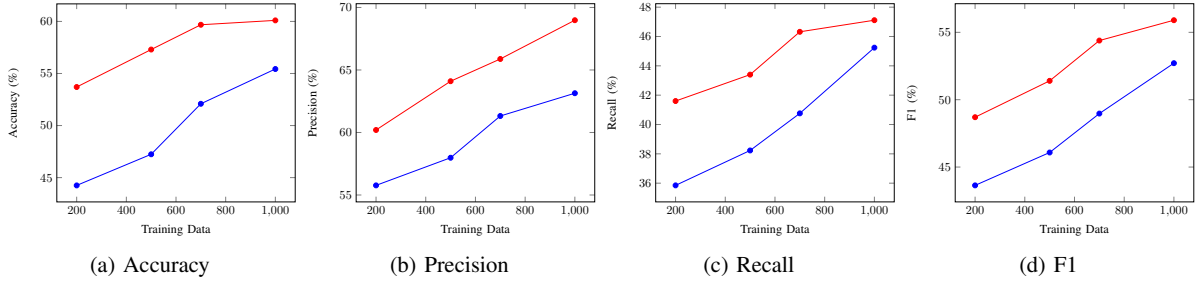 60
55
50
45
Accuracy (%)
200 400 600 800 1,000
Training Data
(a) Accuracy
70
65
60
55
Precision (%)
200 400 600 800 1,000
Training Data
(b) Precision
48
46
44
42
40
38
36
Recall (%)
200 400 600 800 1,000
Training Data
(c) Recall
55
50
45
F1 (%)
200 400 600 800 1,000
Training Data
(d) F1